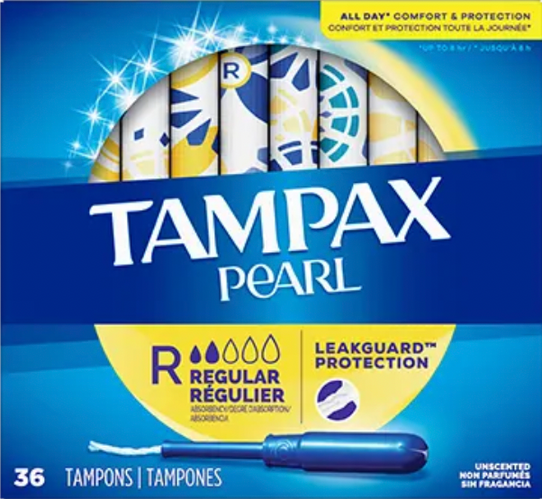 ALL DAY* COMFORT & PROTECTION
CONFORT ET PROTECTION TOUTE LA JOURNÉE*
*UP TO 8 hr / * JUSQU'À 8 h
R
TAMPAX
PEARL
R
REGULAR
RÉGULIER
ABSORBENCY/DEGRÉ D'ABSORPTION/
ABSORBENCIA
LEAKGUARD™
PROTECTION
36 TAMPONS | TAMPONES
UNSCENTED
NON PARFUMÉS
SIN FRAGANCIA